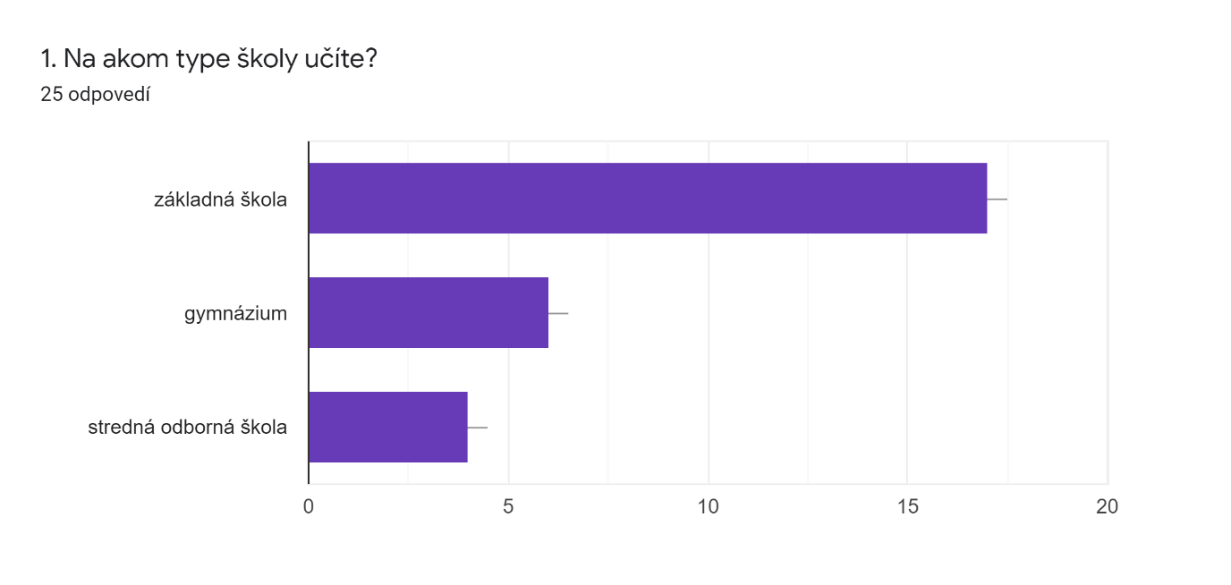 1. Na akom type školy učíte?
25 odpovedí
základná škola
gymnázium
stredná odborná škola
0 5 10 15 20